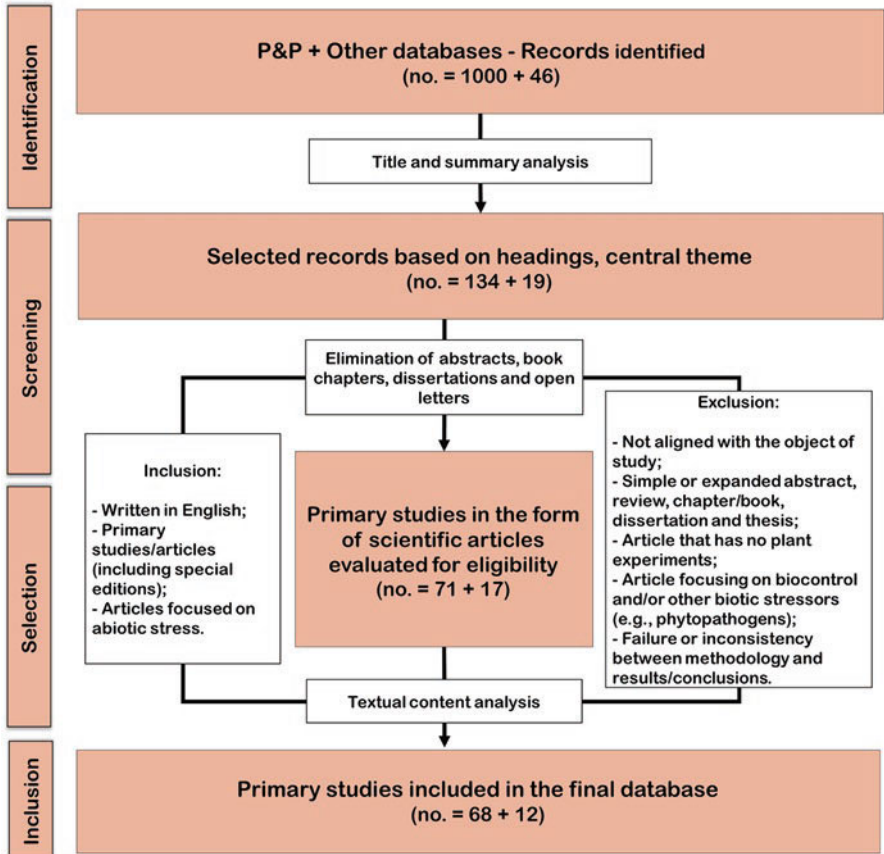 Identification
P&P + Other databases - Records identified
(no. = 1000 + 46)
Title and summary analysis
Screening
Selected records based on headings, central theme
(no. = 134 + 19)
Elimination of abstracts, book
chapters, dissertations and open
letters
Selection
Inclusion:
- Written in English;
- Primary
studies/articles
(including special
editions);
- Articles focused on
abiotic stress.
Primary studies in the form
of scientific articles
evaluated for eligibility
(no. = 71 + 17)
Exclusion:
- Not aligned with the object of
study;
- Simple or expanded abstract,
review, chapter/book,
dissertation and thesis;
- Article that has no plant
experiments;
- Article focusing on biocontrol
and/or other biotic stressors
(e.g., phytopathogens);
- Failure or inconsistency
between methodology and
results/conclusions.
Textual content analysis
Inclusion
Primary studies included in the final database
(no. = 68 + 12)